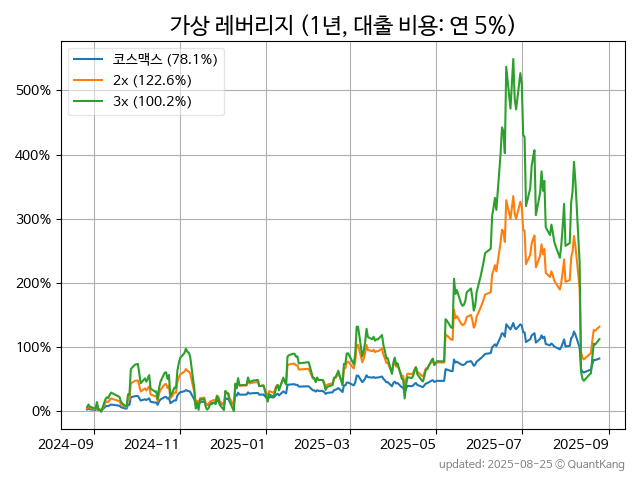 가상 레버리지 (1년, 대출 비용: 연 5%)
코스맥스 (78.1%)
2x (122.6%)
3x (100.2%)
500%
400%
300%
200%
100%
0%
2024-09 2024-11 2025-01 2025-03 2025-05 2025-07 2025-09
updated: 2025-08-25 © QuantKang